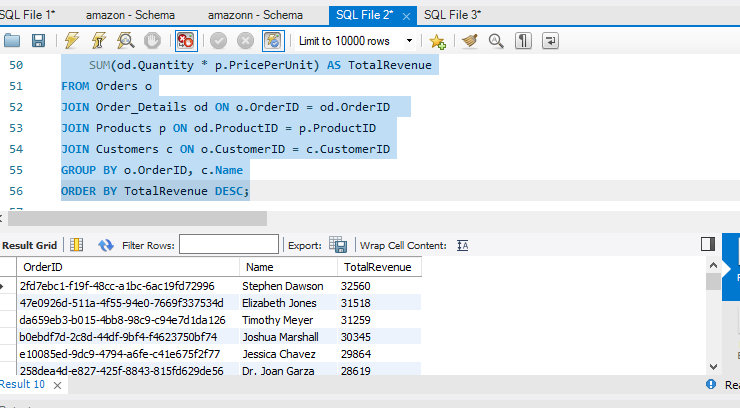 SQL File 1* amazon - Schema amazonn - Schema SQL File 2* SQL File 3*
Limit to 10000 rows
50 SUM(od.Quantity * p.PricePerUnit) AS TotalRevenue
51 FROM Orders o
52 JOIN Order_Details od ON o.OrderID = od.OrderID
53 JOIN Products p ON od.ProductID = p.ProductID
54 JOIN Customers c ON o.CustomerID = c.CustomerID
55 GROUP BY o.OrderID, c.Name
56 ORDER BY TotalRevenue DESC;
Result Grid Filter Rows: Export: Wrap Cell Content:
OrderID Name TotalRevenue
2fd7ebc1-f19f-48cc-a1bc-6ac19fd72996 Stephen Dawson 32560
47e0926d-511a-4f55-94e0-7669f337534d Elizabeth Jones 31518
da659eb3-b015-4bb8-98c9-c94e7d1da126 Timothy Meyer 31259
b0ebdf7d-2c8d-44df-9bf4-f4623750bf74 Joshua Marshall 30345
e10085ed-9dc9-4794-a6fe-c41e675f2f77 Jessica Chavez 29864
258dea4d-e827-425f-8843-815fd629de56 Dr. Joan Garza 28619
Result 10 Rea